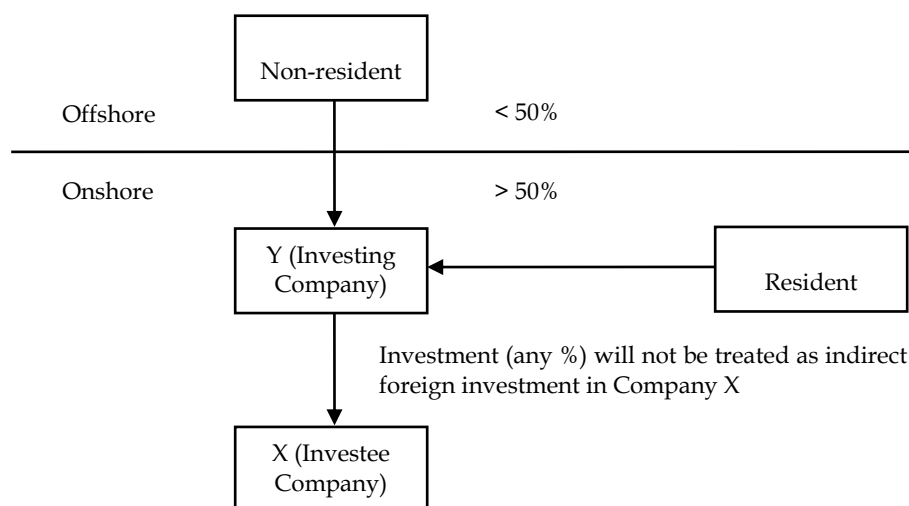 Non-resident
Offshore
< 50%
Onshore
> 50%
Y (Investing
Company)
Resident
Investment (any %) will not be treated as indirect
foreign investment in Company X
X (Investee
Company)